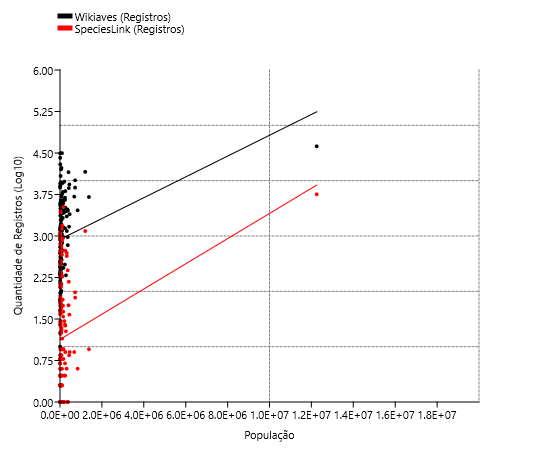 Wikiaves (Registros)
SpeciesLink (Registros)
6.00
5.25
4.50
3.75
3.00
2.25
1.50
0.75
0.00
Quantidade de Registros (Log10)
0.0E+00 2.0E+06 4.0E+06 6.0E+06 8.0E+06 1.0E+07 1.2E+07 1.4E+07 1.6E+07 1.8E+07
População